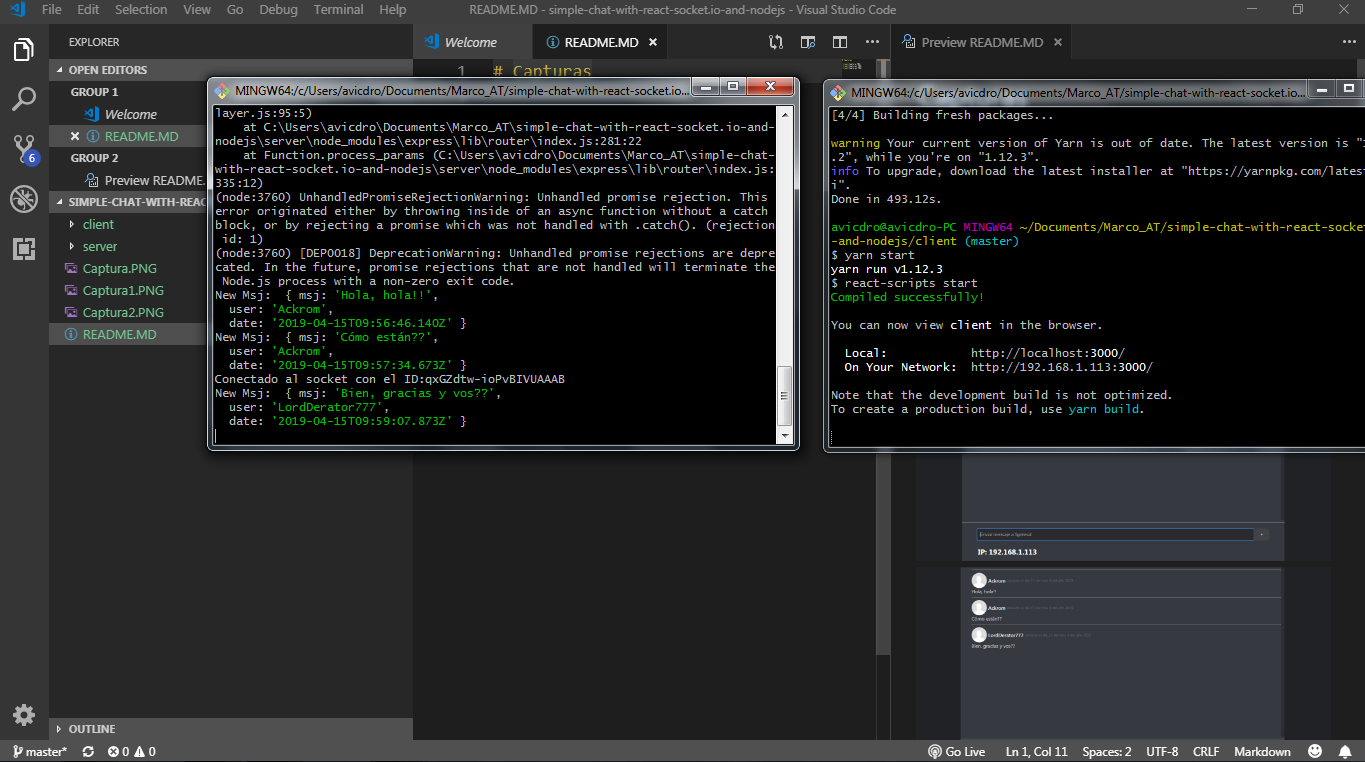 File Edit Selection View Go Debug Terminal Help
README.MD - simple-chat-with-react-socket.io-and-nodejs - Visual Studio Code
EXPLORER
OPEN EDITORS
GROUP 1
Welcome
README.MD
GROUP 2
Preview README.
SIMPLE-CHAT-WITH-REAC
client
server
Captura.PNG
Captura1.PNG
Captura2.PNG
README.MD
OUTLINE
6
Welcome
README.MD
Preview README.MD
1 # Capturas
MINGW64:/c/Users/avicdro/Documents/Marco_AT/simple-chat-with-react-socket.io...
layer.js:95:5)
at C:\Users\avicdro\Documents\Marco_AT\simple-chat-with-react-socket.io-and-
nodejs\server\node_modules\express\lib\router\index.js:281:22
at Function.process_params (C:\Users\avicdro\Documents\Marco_AT\simple-chat-
with-react-socket.io-and-nodejs\server\node_modules\express\lib\router\index.js:
335:12)
(node:3760) UnhandledPromiseRejectionWarning: Unhandled promise rejection. This
error originated either by throwing inside of an async function without a catch
block, or by rejecting a promise which was not handled with .catch(). (rejection
id: 1)
(node:3760) [DEP0018] DeprecationWarning: Unhandled promise rejections are depre
cated. In the future, promise rejections that are not handled will terminate the
Node.js process with a non-zero exit code.
New Msj: { msj: 'Hola, hola!!',
user: 'Ackrom',
date: '2019-04-15T09:56:46.140Z' }
New Msj: { msj: 'Cómo están??',
user: 'Ackrom',
date: '2019-04-15T09:57:34.673Z' }
Conectado al socket con el ID:qxGZdtw-ioPvBIVUAAAB
New Msj: { msj: 'Bien, gracias y vos??',
user: 'LordDerator777',
date: '2019-04-15T09:59:07.873Z' }
MINGW64:/c/Users/avicdro/Documents/Marco_AT/simple-chat-with-react-socket.io...
[4/4] Building fresh packages...
warning Your current version of Yarn is out of date. The latest version is "1
.2", while you're on "1.12.3".
info To upgrade, download the latest installer at "https://yarnpkg.com/latest
i".
Done in 493.12s.
avicdro@avicdro-PC MINGW64 ~/Documents/Marco_AT/simple-chat-with-react-socket
-and-nodejs/client (master)
$ yarn start
yarn run v1.12.3
$ react-scripts start
Compiled successfully!
You can now view client in the browser.
Local: http://localhost:3000/
On Your Network: http://192.168.1.113:3000/
Note that the development build is not optimized.
To create a production build, use yarn build.
IP: 192.168.1.113
Ackrom
Ackrom
Cómo están??
LordDerator777
Bien, gracias y vos??
master* 0 0
Go Live Ln 1, Col 11 Spaces: 2 UTF-8 CRLF Markdown